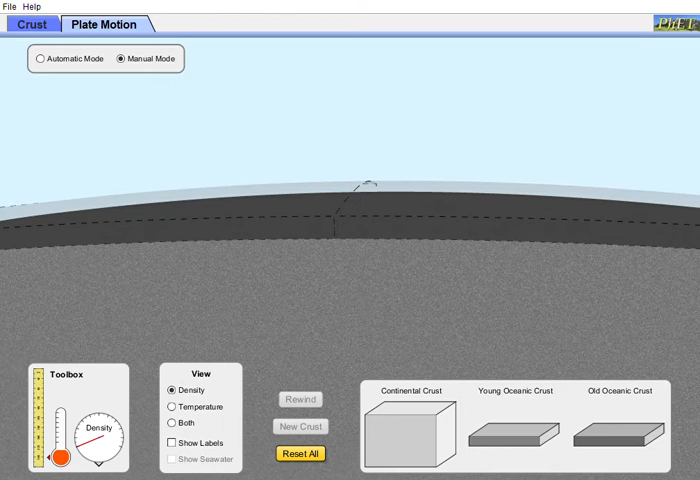 File Help
Crust Plate Motion
PhET
Automatic Mode Manual Mode
Toolbox
Density
View
Density
Temperature
Both
Show Labels
Show Seawater
Rewind
New Crust
Reset All
Continental Crust Young Oceanic Crust Old Oceanic Crust